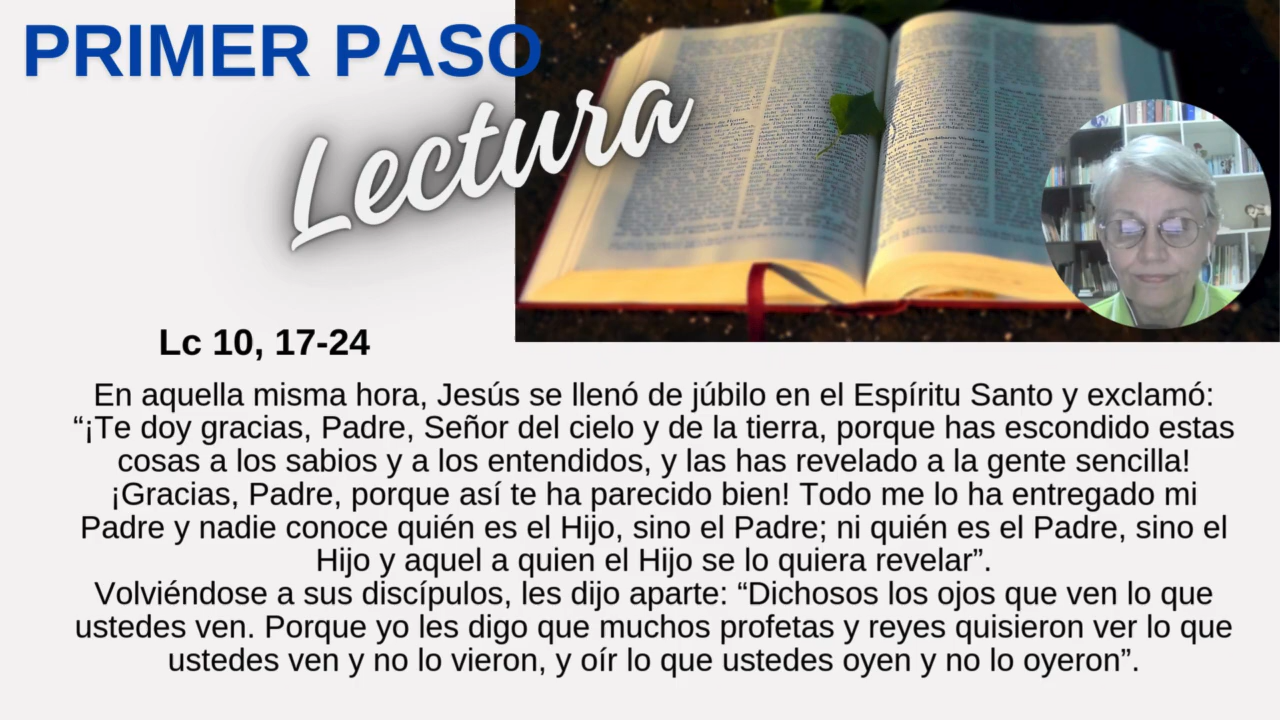 PRIMER PASO
Lectura
Lc 10, 17-24
En aquella misma hora, Jesús se llenó de júbilo en el Espíritu Santo y exclamó:
“¡Te doy gracias, Padre, Señor del cielo y de la tierra, porque has escondido estas
cosas a los sabios y a los entendidos, y las has revelado a la gente sencilla!
¡Gracias, Padre, porque así te ha parecido bien! Todo me lo ha entregado mi
Padre y nadie conoce quién es el Hijo, sino el Padre; ni quién es el Padre, sino el
Hijo y aquel a quien el Hijo se lo quiera revelar”.
Volviéndose a sus discípulos, les dijo aparte: “Dichosos los ojos que ven lo que
ustedes ven. Porque yo les digo que muchos profetas y reyes quisieron ver lo que
ustedes ven y no lo vieron, y oír lo que ustedes oyen y no lo oyeron”.